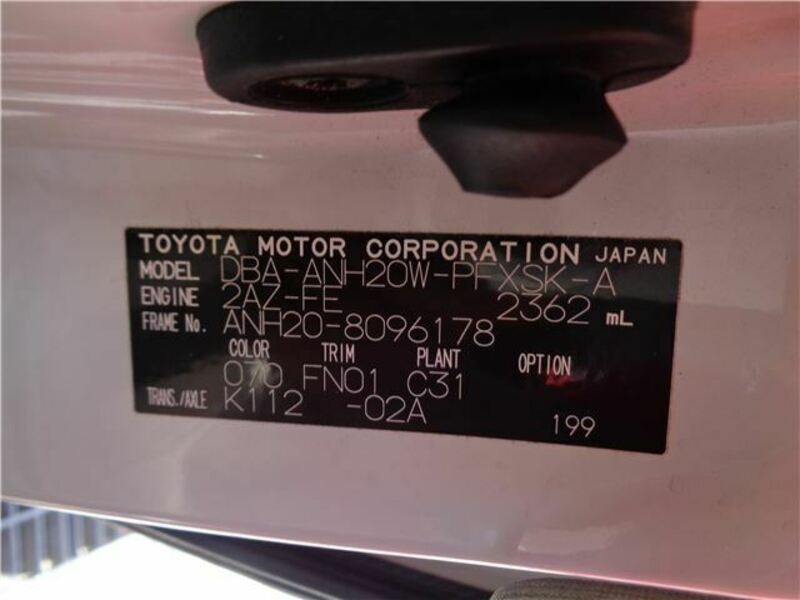 TOYOTA MOTOR CORPORATION JAPAN
MODEL DBA-ANH20W-PFXSK-A
ENGINE 2AZ-FE 2362 mL
FRAME No. ANH20-8096178
COLOR TRIM PLANT OPTION
070 FN01 C31
TRANS./AXLE K112 -02A 199